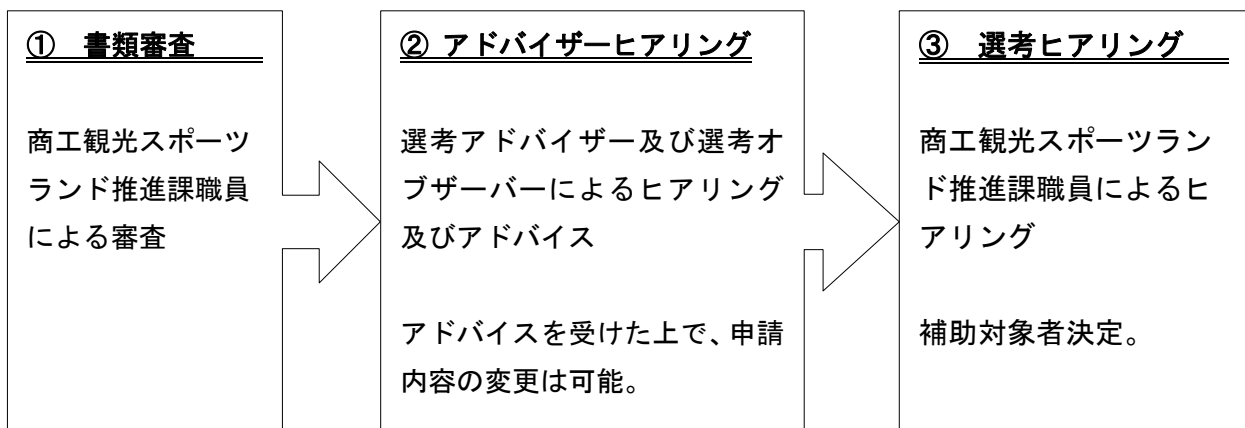 ① 書類審査
商工観光スポーツ
ランド推進課職員
による審査
② アドバイザーヒアリング
選考アドバイザー及び選考オ
ブザーバーによるヒアリング
及びアドバイス
アドバイスを受けた上で、申請
内容の変更は可能。
③ 選考ヒアリング
商工観光スポーツラン
ド推進課職員によるヒ
アリング
補助対象者決定。